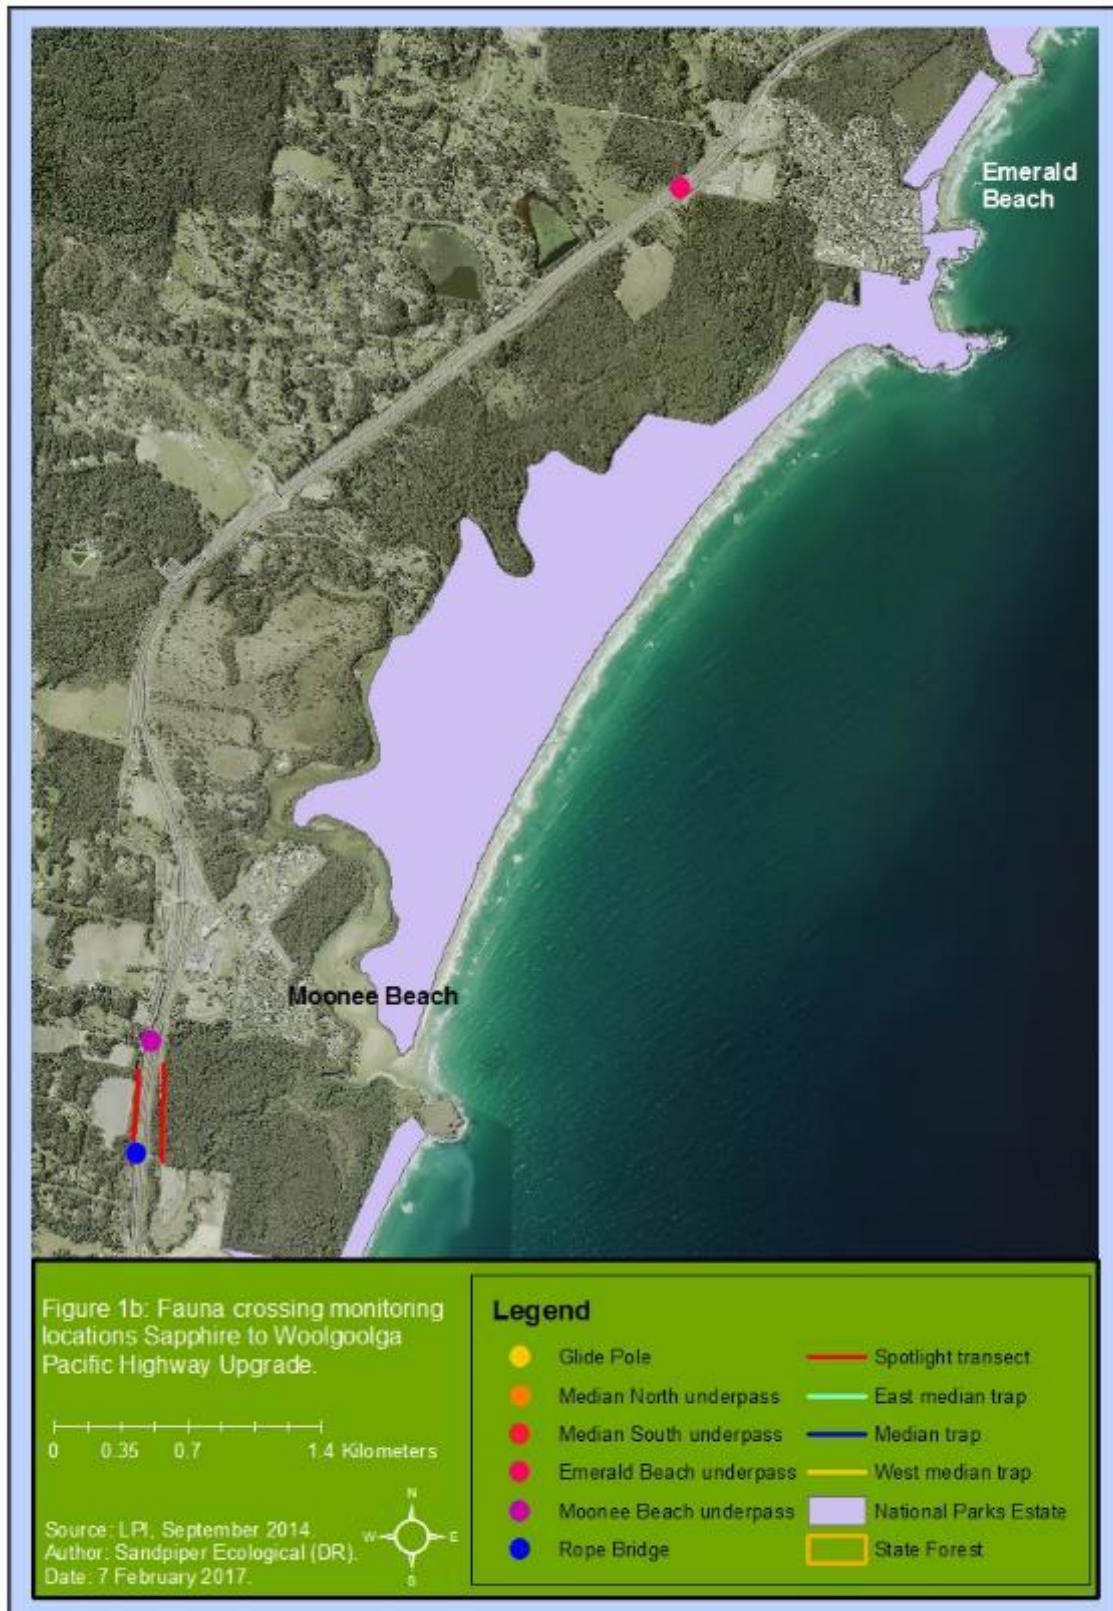 Emerald
Beach
Moonee Beach
Figure 1b: Fauna crossing monitoring
locations Sapphire to Woolgoolga
Pacific Highway Upgrade.
0 0.35 0.7 1.4 Kilometers
Source: LPI, September 2014.
Author: Sandpiper Ecological (DR).
Date: 7 February 2017.
N
W E
S
Legend
Glide Pole
Median North underpass
Median South underpass
Emerald Beach underpass
Moonee Beach underpass
Rope Bridge
Spotlight transect
East median trap
Median trap
West median trap
National Parks Estate
State Forest